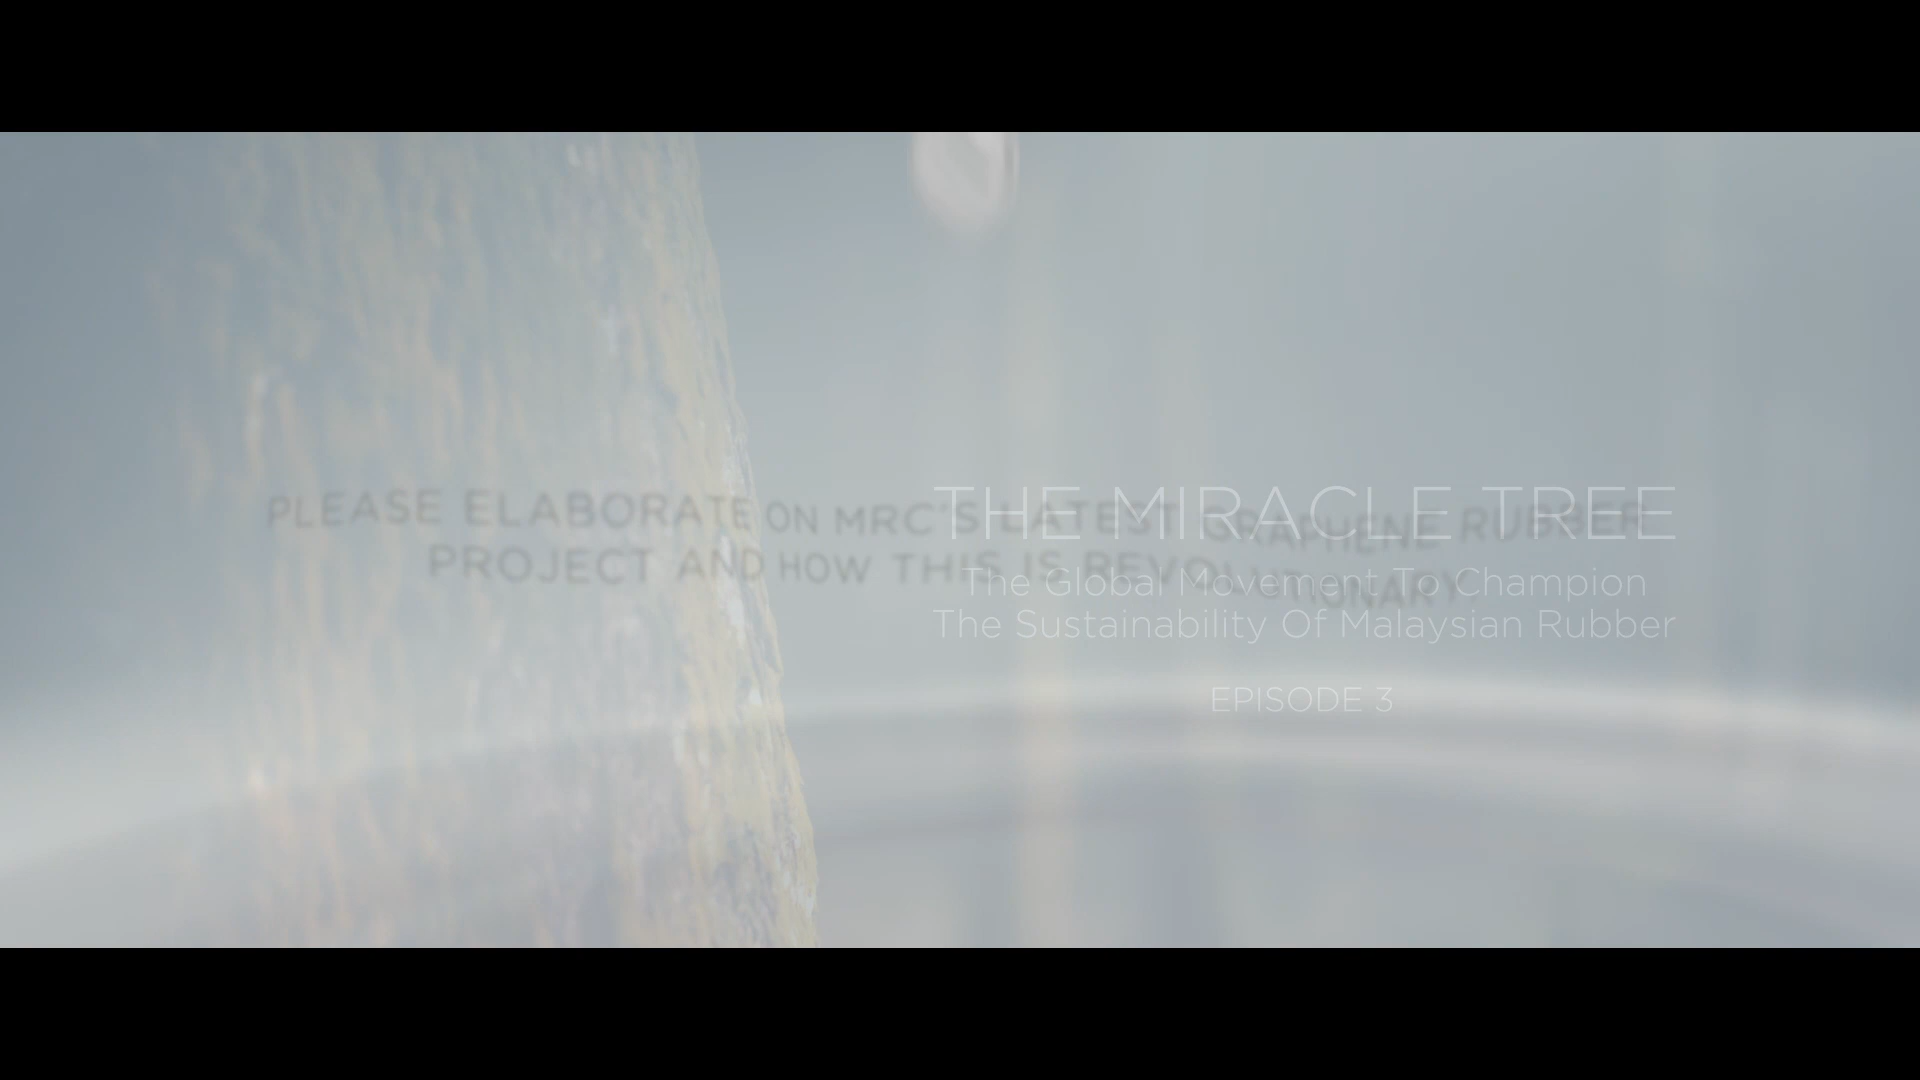 PLEASE ELABORATE ON MRC'S LATEST GRAPHENE RUBBER
PROJECT AND HOW THIS IS REVOLUTIONARY
THE MIRACLE TREE
The Global Movement To Champion
The Sustainability Of Malaysian Rubber
EPISODE 3